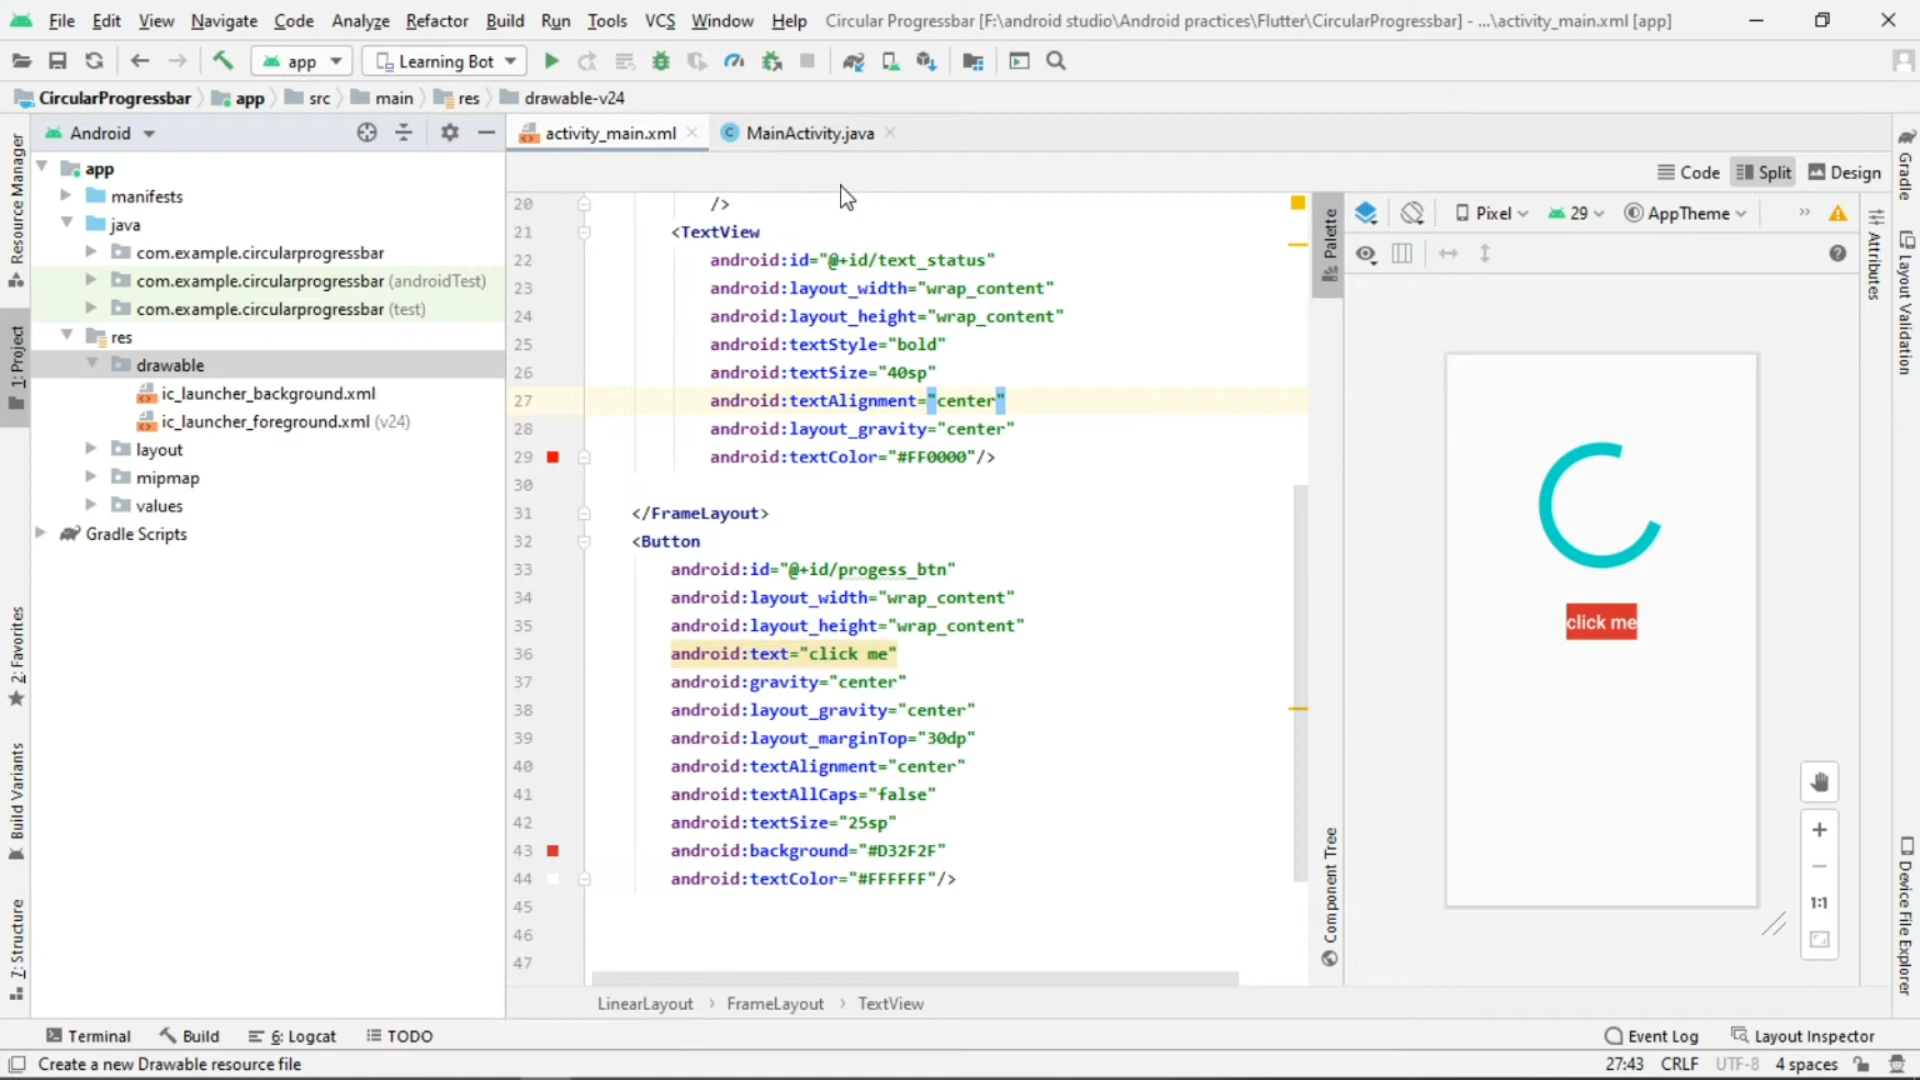 File Edit View Navigate Code Analyze Refactor Build Run Tools VCS Window Help Circular Progressbar [F:\android studio\Android practices\Flutter\CircularProgressbar] - ...\activity_main.xml [app]
app Learning Bot
CircularProgressbar app src main res drawable-v24
Android
activity_main.xml MainActivity.java
Code Split Design
Resource Manager
1: Project
2: Favorites
Build Variants
7: Structure
app
manifests
java
com.example.circularprogressbar
com.example.circularprogressbar (androidTest)
com.example.circularprogressbar (test)
res
drawable
ic_launcher_background.xml
ic_launcher_foreground.xml (v24)
layout
mipmap
values
Gradle Scripts
20 />
21 <TextView
22 android:id="@+id/text_status"
23 android:layout_width="wrap_content"
24 android:layout_height="wrap_content"
25 android:textStyle="bold"
26 android:textSize="40sp"
27 android:textAlignment="center"
28 android:layout_gravity="center"
29 android:textColor="#FF0000"/>
30
31 </FrameLayout>
32 <Button
33 android:id="@+id/progess_btn"
34 android:layout_width="wrap_content"
35 android:layout_height="wrap_content"
36 android:text="click me"
37 android:gravity="center"
38 android:layout_gravity="center"
39 android:layout_marginTop="30dp"
40 android:textAlignment="center"
41 android:textAllCaps="false"
42 android:textSize="25sp"
43 android:background="#D32F2F"
44 android:textColor="#FFFFFF"/>
45
46
47
LinearLayout › FrameLayout › TextView
Palette
Component Tree
Pixel 29 AppTheme »
click me
1:1
Attributes
Gradle
Layout Validation
Device File Explorer
Terminal Build 6: Logcat TODO Event Log Layout Inspector
Create a new Drawable resource file 27:43 CRLF UTF-8 4 spaces